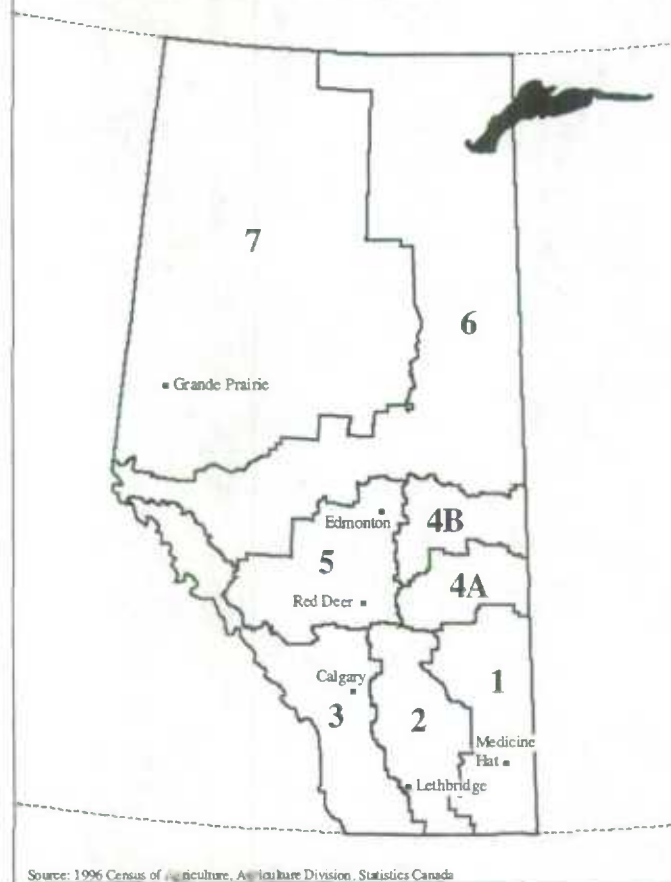 7
6
Grande Prairie
Edmonton
4B
5
4A
Red Deer
1
Calgary
3
2
Medicine
Hat
Lethbridge
Source: 1996 Census of Agriculture, Agriculture Division, Statistics Canada